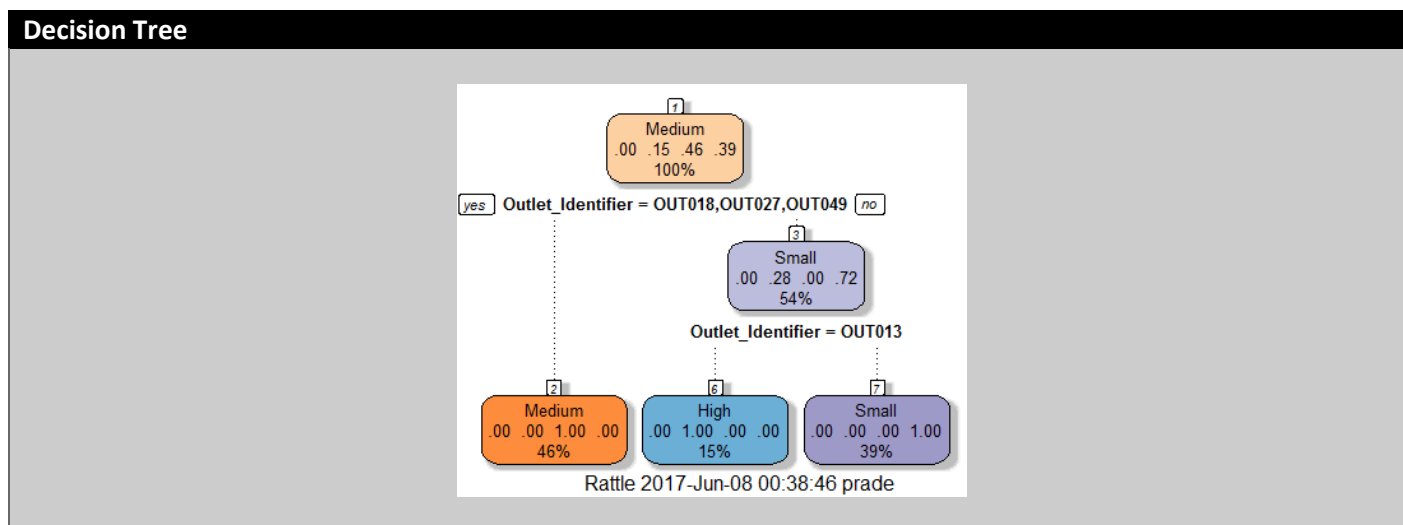 Decision Tree
1
Medium
.00 .15 .46 .39
100%
yes Outlet_Identifier = OUT018,OUT027,OUT049 no
3
Small
.00 .28 .00 .72
54%
Outlet_Identifier = OUT013
2
Medium
.00 .00 1.00 .00
46%
6
High
.00 1.00 .00 .00
15%
7
Small
.00 .00 .00 1.00
39%
Rattle 2017-Jun-08 00:38:46 prade